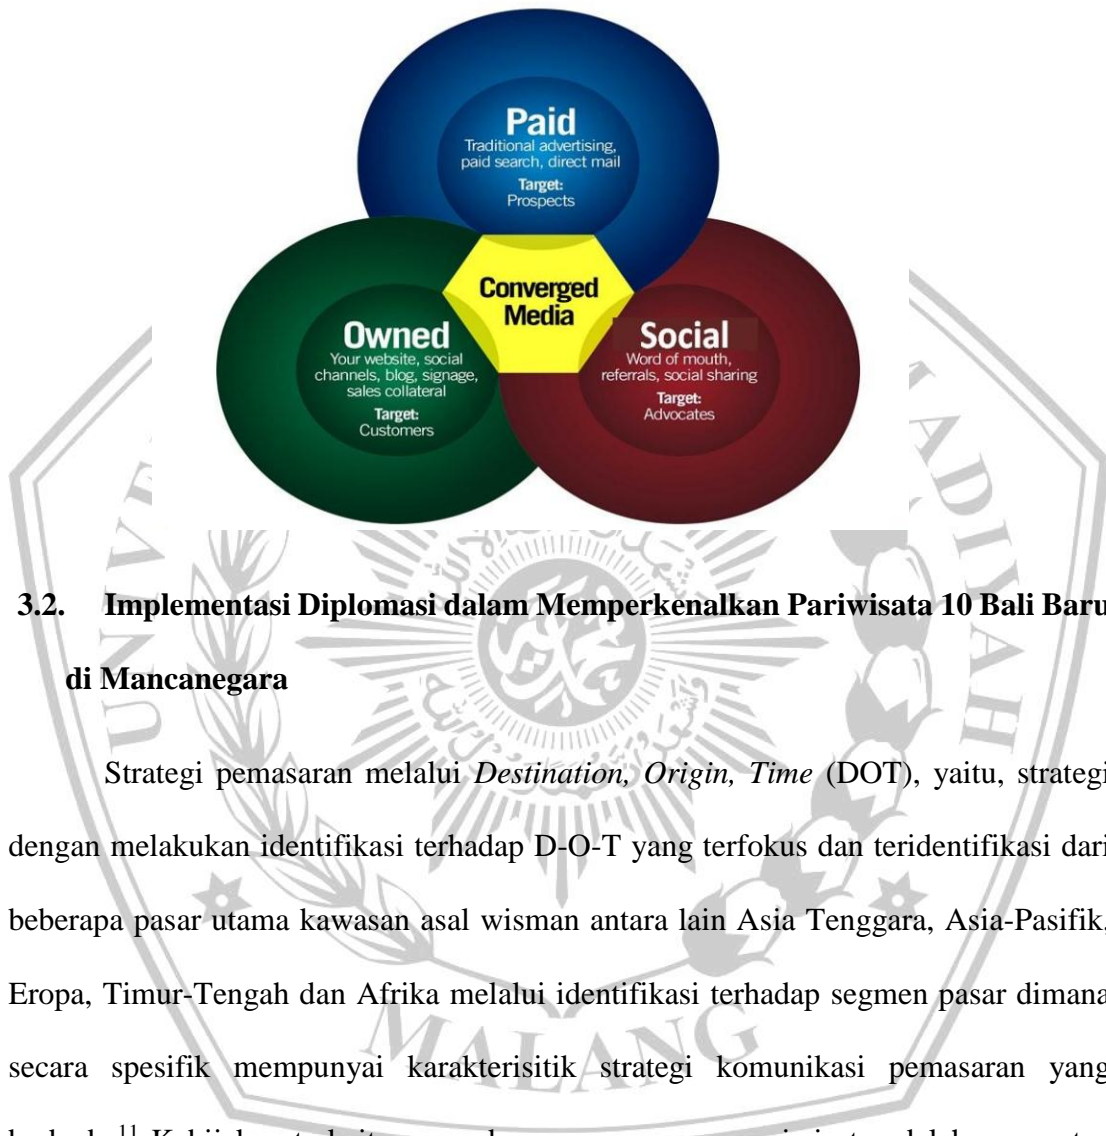 Paid
Traditional advertising,
paid search, direct mail
Target:
Prospects
Converged
Media
Owned
Your website, social
channels, blog, signage,
sales collateral
Target:
Customers
Social
Word of mouth,
referrals, social sharing
Target:
Advocates
3.2. Implementasi Diplomasi dalam Memperkenalkan Pariwisata 10 Bali Baru
di Mancanegara
Strategi pemasaran melalui Destination, Origin, Time (DOT), yaitu, strategi
dengan melakukan identifikasi terhadap D-O-T yang terfokus dan teridentifikasi dari
beberapa pasar utama kawasan asal wisman antara lain Asia Tenggara, Asia-Pasifik,
Eropa, Timur-Tengah dan Afrika melalui identifikasi terhadap segmen pasar dimana
secara spesifik mempunyai karakterisitik strategi komunikasi pemasaran yang
MALANG